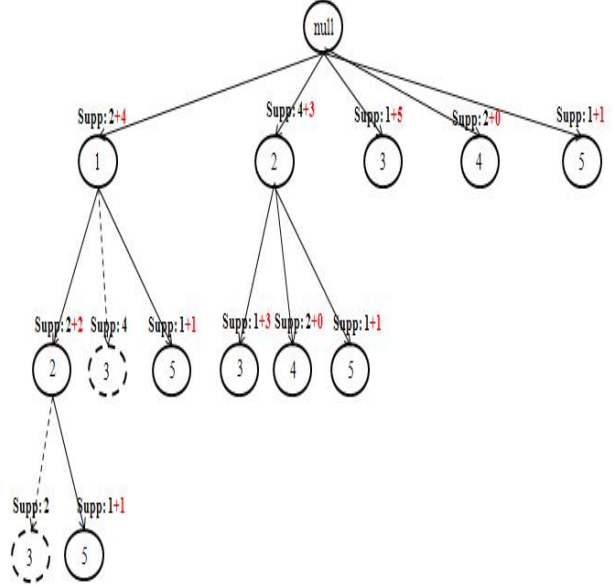 null
Supp: 2+4
Supp: 4+3
Supp: 1+5
Supp: 2+0
Supp: 1+1
1
2
3
4
5
Supp: 2+2
Supp: 4
Supp: 1+1
Supp: 1+3
Supp: 2+0
Supp: 1+1
2
3
5
3
4
5
Supp: 2
Supp: 1+1
3
5